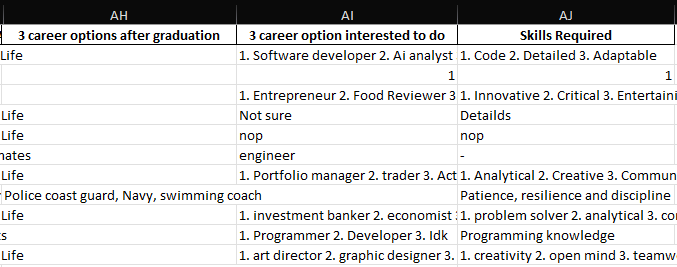 AH AI AJ
3 career options after graduation 3 career option interested to do Skills Required
Life 1. Software developer 2. Ai analyst 1. Code 2. Detailed 3. Adaptable
1 1
1. Entrepreneur 2. Food Reviewer 3 1. Innovative 2. Critical 3. Entertaini
Life Not sure Detailds
Life nop nop
nates engineer -
Life 1. Portfolio manager 2. trader 3. Act 1. Analytical 2. Creative 3. Commun
Police coast guard, Navy, swimming coach Patience, resilience and discipline
Life 1. investment banker 2. economist 1. problem solver 2. analytical 3. co
s 1. Programmer 2. Developer 3. Idk Programming knowledge
Life 1. art director 2. graphic designer 3. 1. creativity 2. open mind 3. teamw